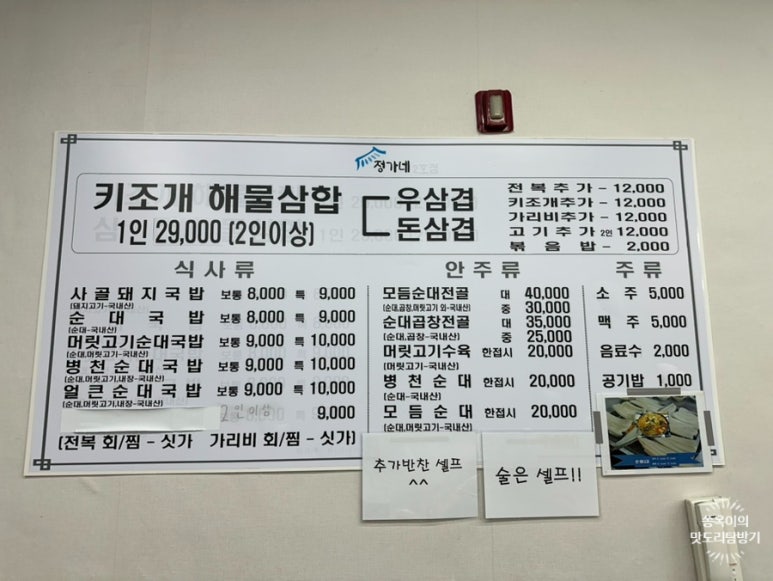 정가네
키조개 해물삼합
1인 29,000 (2인이상)
우삼겹
돈삼겹
전복추가 - 12,000
키조개추가 - 12,000
가리비추가 - 12,000
고기추가 2인 12,000
볶음밥 - 2,000
식사류
사골돼지국밥 보통 8,000 특 9,000
(돼지고기-국내산)
순대국밥 보통 8,000 특 9,000
(순대-국내산)
머릿고기순대국밥 보통 9,000 특 10,000
(순대,머릿고기-국내산)
병천순대국밥 보통 9,000 특 10,000
(순대,머릿고기,내장-국내산)
얼큰순대국밥 보통 9,000 특 10,000
(순대,머릿고기,내장-국내산)
2인이상 9,000
(전복 회/찜 - 싯가 가리비 회/찜 - 싯가)
안주류
모듬순대전골 대 40,000
(순대,곱창,머릿고기 외-국내산) 중 30,000
순대곱창전골 대 35,000
(순대,곱창-국내산) 중 25,000
머릿고기수육 한접시 20,000
(머릿고기-국내산)
병천순대 한접시 20,000
(순대-국내산)
모듬순대 한접시 20,000
(순대,머릿고기-국내산)
주류
소주 5,000
맥주 5,000
음료수 2,000
공기밥 1,000
추가반찬 셀프
^^
술은 셀프!!
쏭옥이의
맛도리탐방기